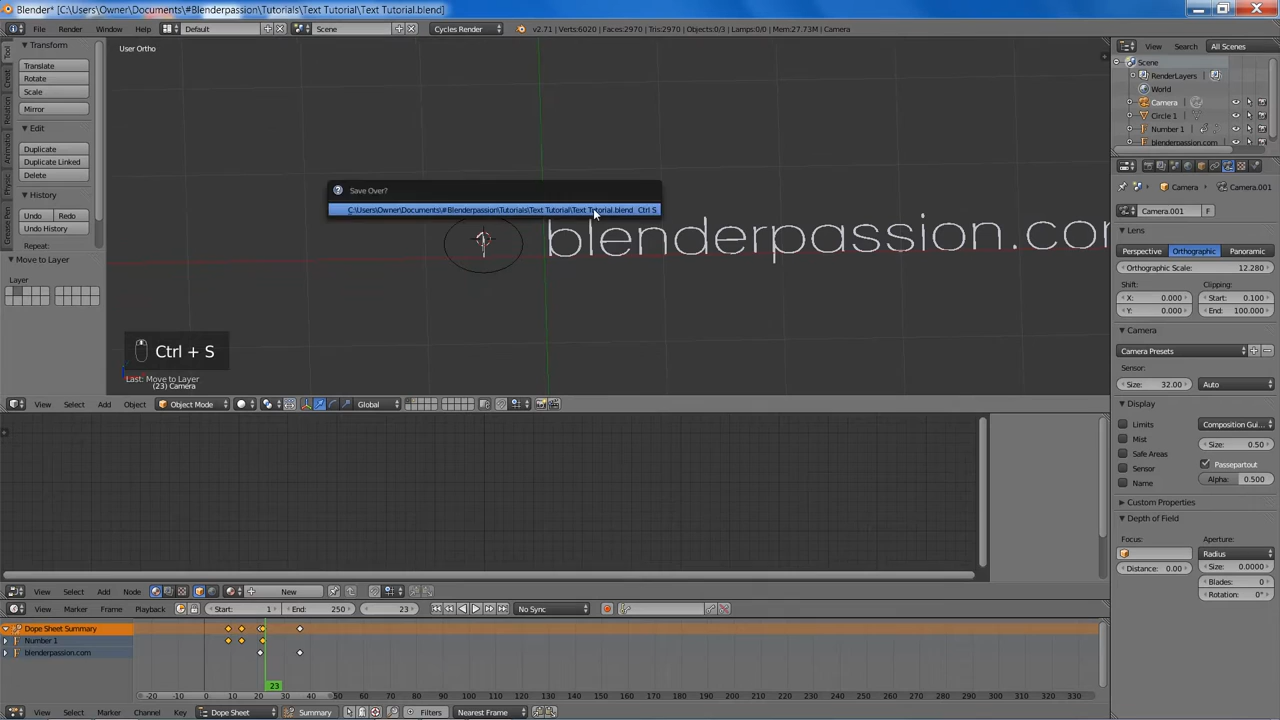 Blender* [C:\Users\Owner\Documents\#Blenderpassion\Tutorials\Text Tutorial\Text Tutorial.blend]
File Render Window Help Default Scene Cycles Render v2.71 | Verts:6020 | Faces:2970 | Tris:2970 | Objects:0/3 | Lamps:0/0 | Mem:27.73M | Camera
Transform
Translate
Rotate
Scale
Mirror
Edit
Duplicate
Duplicate Linked
Delete
History
Undo Redo
Undo History
Repeat:
Move to Layer
Layer
Tool
Creat
Relation
Animatio
Physic
Grease Pen
User Ortho
Save Over?
C:\Users\Owner\Documents\#Blenderpassion\Tutorials\Text Tutorial\Text Tutorial.blend Ctrl S
blenderpassion.com
Ctrl + S
Last: Move to Layer
(23) Camera
View Select Add Object Object Mode Global
View Search All Scenes
Scene
RenderLayers
World
Camera
Circle 1
Number 1
blenderpassion.com
Camera Camera.001
Camera.001 F
Lens
Perspective Orthographic Panoramic
Orthographic Scale: 12.280
Shift: Clipping:
X: 0.000 Start: 0.100
Y: 0.000 End: 100.000
Camera
Camera Presets
Sensor:
Size: 32.00 Auto
Display
Limits Composition Gui...
Mist Size: 0.50
Safe Areas Passepartout
Sensor Alpha: 0.500
Name
Custom Properties
Depth of Field
Focus: Aperture:
Radius
Distance: 0.00 Size: 0.0000
Blades: 0
Rotation: 0°
View Select Add Node New
View Marker Frame Playback Start: 1 End: 250 23 No Sync
Dope Sheet Summary
Number 1
blenderpassion.com
23
-20 -10 0 10 20 30 40 50 60 70 80 90 100 110 120 130 140 150 160 170 180 190 200 210 220 230 240 250 260 270 280 290 300 310 320 330
View Select Marker Channel Key Dope Sheet Summary Filters Nearest Frame